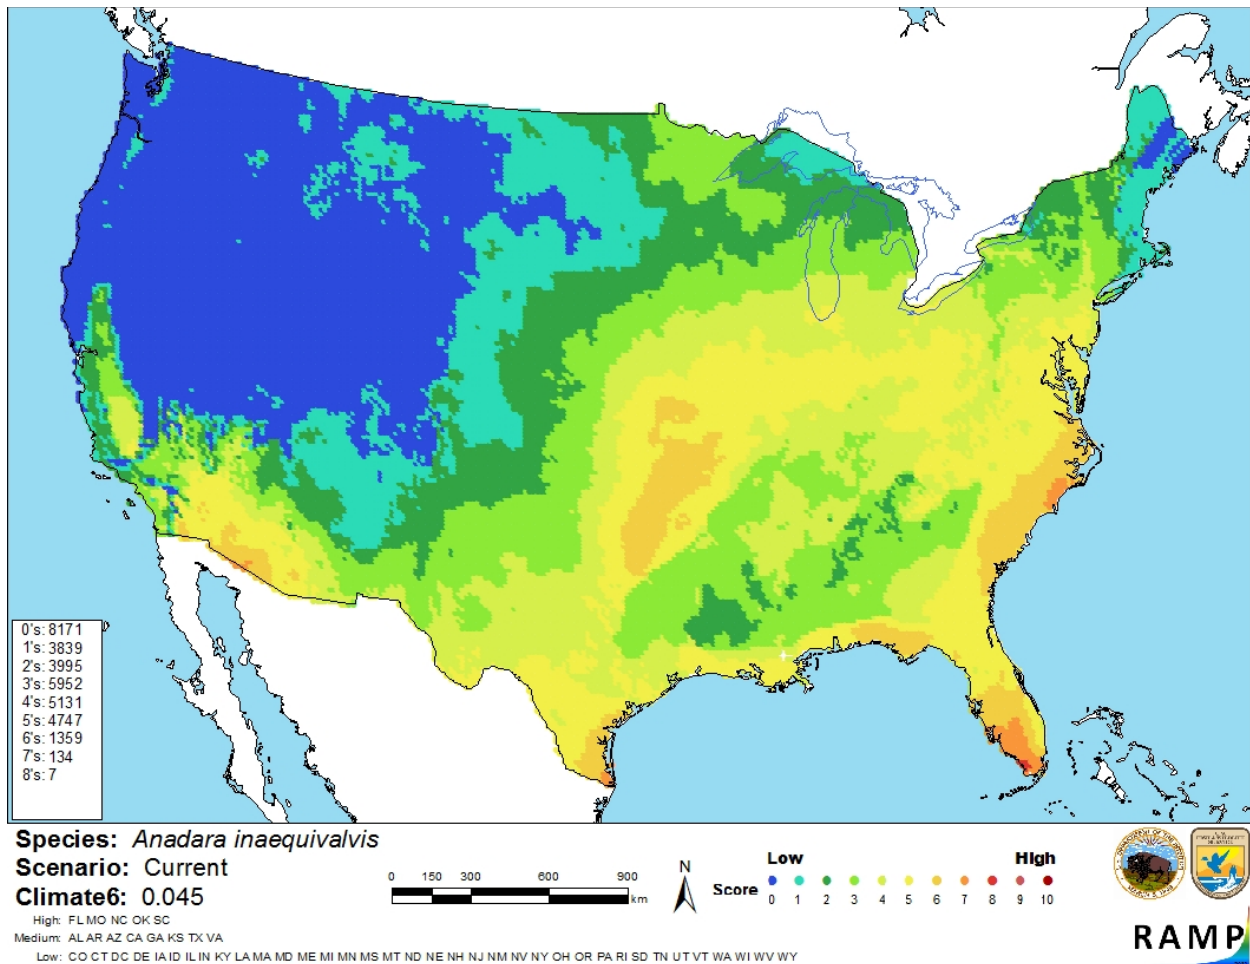 0's: 8171
1's: 3839
2's: 3995
3's: 5952
4's: 5131
5's: 4747
6's: 1359
7's: 134
8's: 7
Species: Anadara inaequivalvis
Scenario: Current
Climate6: 0.045
High: FL MO NC OK SC
Medium: AL AR AZ CA GA KS TX VA
Low: CO CT DC DE IA ID IL IN KY LA MA MD ME MI MN MS MT ND NE NH NJ NM NV NY OH OR PA RI SD TN UT VT WA WI WV WY
0 150 300 600 900
km
N
Low High
Score
0 1 2 3 4 5 6 7 8 9 10
RAMP